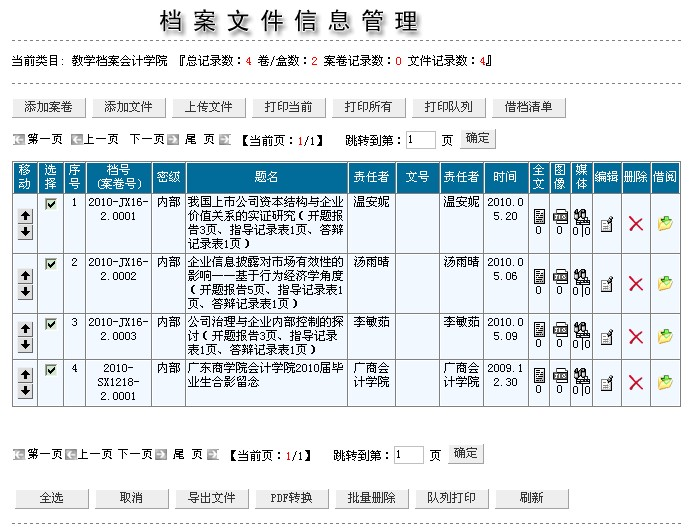 档案文件信息管理
当前类目: 教学档案会计学院 『总记录数:4 卷/盒数:2 案卷记录数:0 文件记录数:4』
添加案卷 添加文件 上传文件 打印当前 打印所有 打印队列 借档清单
第一页 上一页 下一页 尾 页 【当前页:1/1】 跳转到第: 1 页 确定
移动 选择 序号 档号(案卷号) 密级 题名 责任者 文号 责任者 时间 全文 图像 媒体 编辑 删除 借阅
1 2010-JX16-2.0001 内部 我国上市公司资本结构与企业价值关系的实证研究(开题报告3页、指导记录表1页、答辩记录表1页) 温安妮 温安妮 2010.05.20 0 0 0|0
2 2010-JX16-2.0002 内部 企业信息披露对市场有效性的影响——基于行为经济学角度(开题报告5页、指导记录表1页、答辩记录表1页) 汤雨晴 汤雨晴 2010.05.06 0 0 0|0
3 2010-JX16-2.0003 内部 公司治理与企业内部控制的探讨(开题报告3页、指导记录表1页、答辩记录表1页) 李敏茹 李敏茹 2010.05.09 0 0 0|0
4 2010-SX1218-2.0001 内部 广东商学院会计学院2010届毕业生合影留念 广商会计学院 广商会计学院 2009.12.30 0 0 0|0
第一页 上一页 下一页 尾 页 【当前页:1/1】 跳转到第: 1 页 确定
全选 取消 导出文件 PDF转换 批量删除 队列打印 刷新